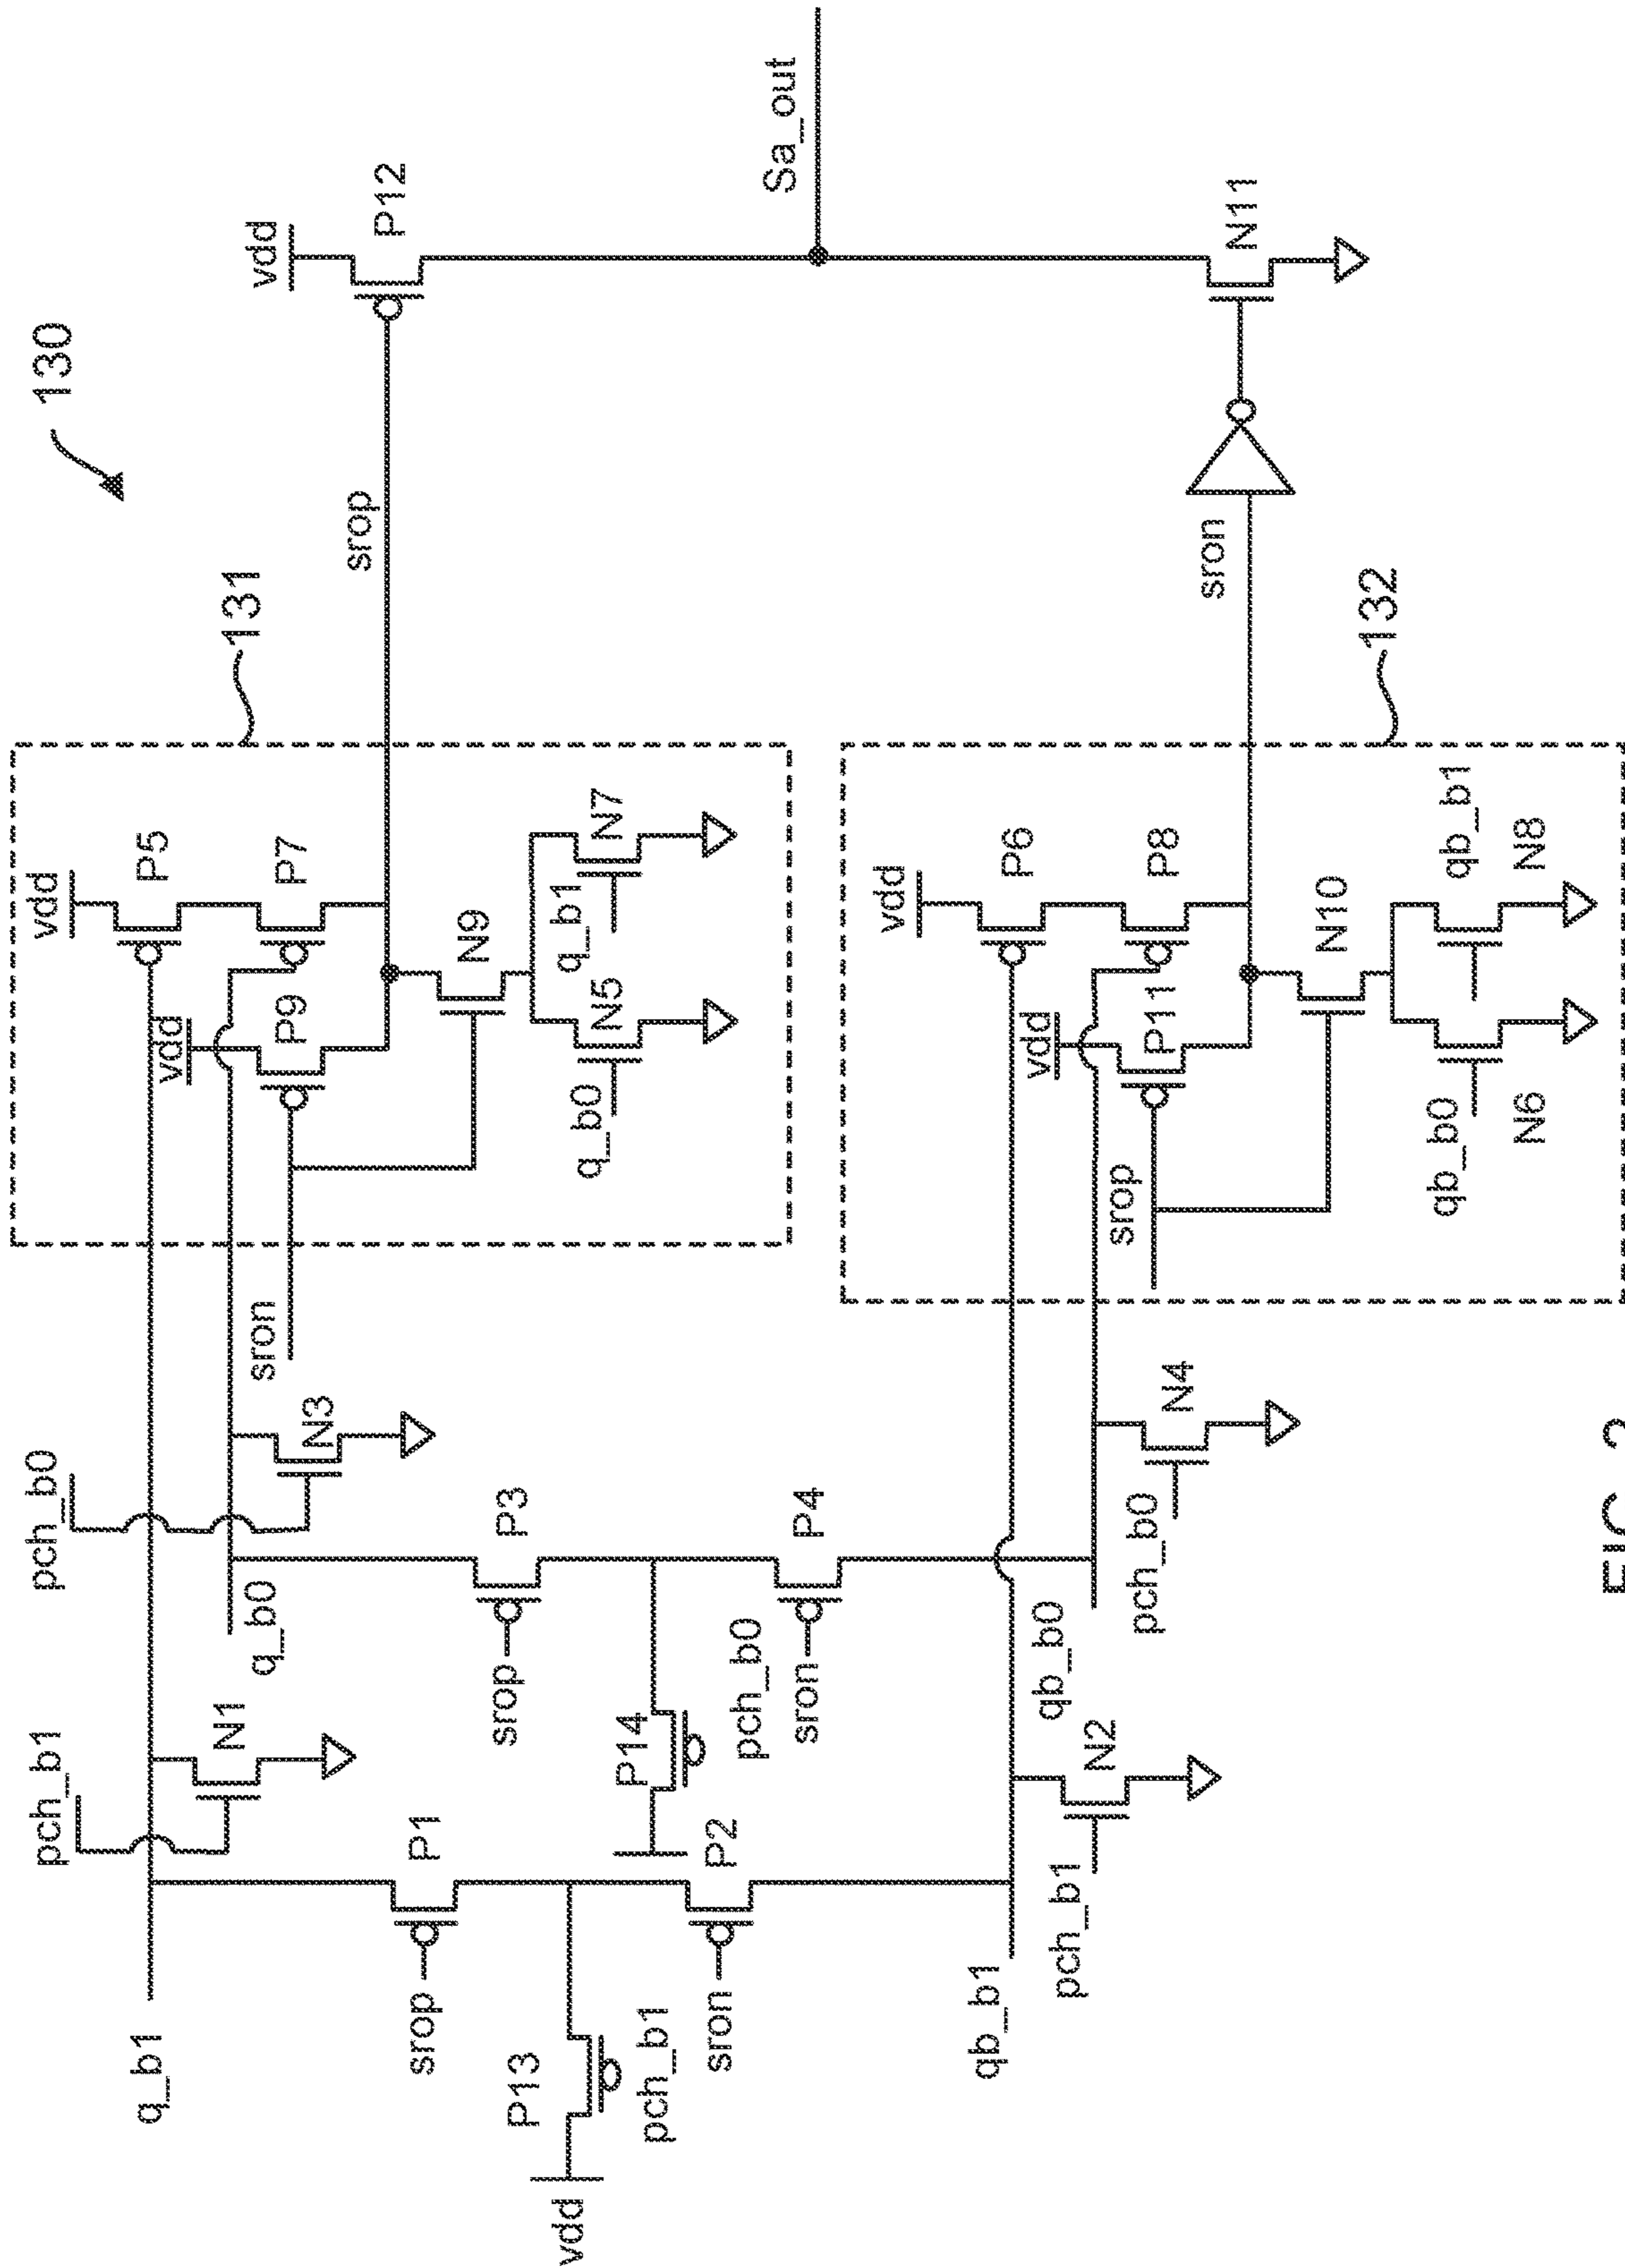 130
vdd
P12
Sa_out
N11
srop
sron
131
132
vdd
P5
P7
vdd
P9
N9
q_b1
N7
q_b0
N5
sron
vdd
P6
P8
vdd
P11
N10
qb_b1
N8
qb_b0
N6
srop
pch_b0
N3
q_b0
P3
srop
P14
pch_b0
P4
sron
qb_b0
pch_b0
N4
pch_b1
N1
q_b1
P1
srop
P13
vdd
pch_b1
P2
sron
qb_b1
pch_b1
N2